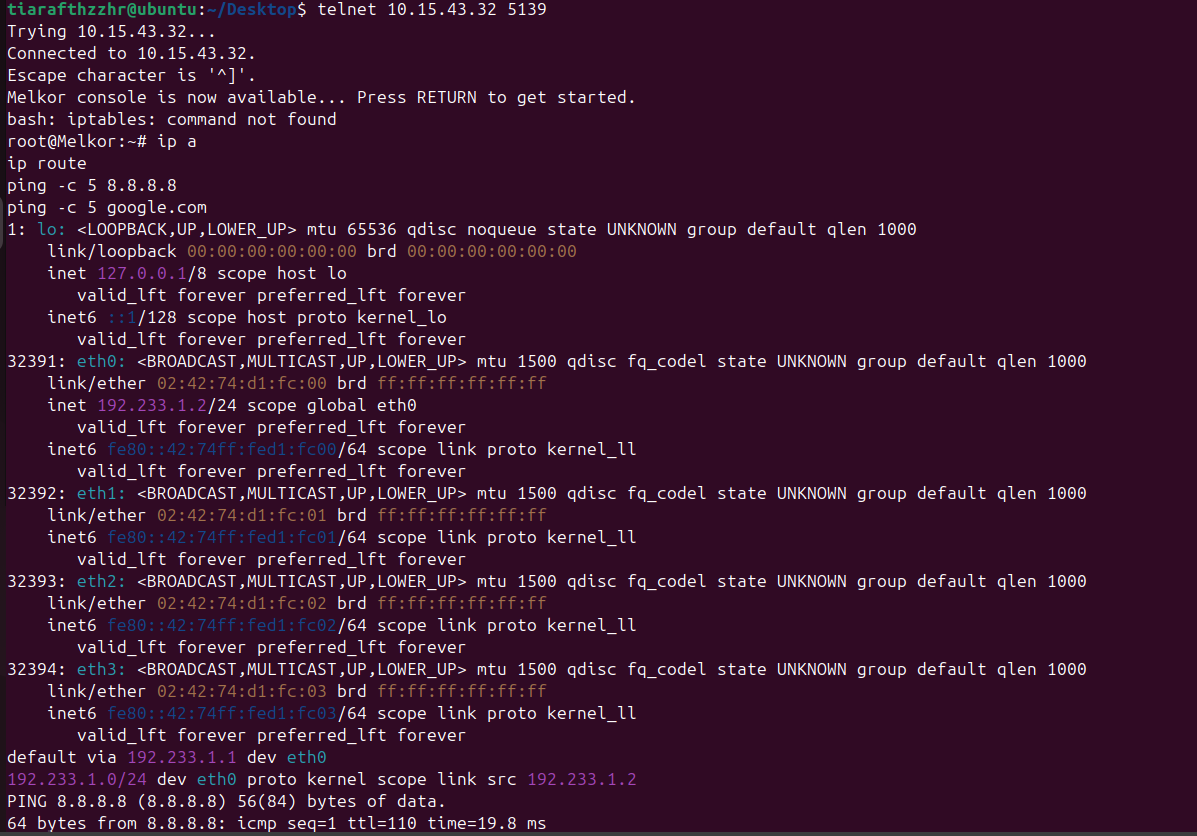 tiarafthzzhr@ubuntu:~/Desktop$ telnet 10.15.43.32 5139
Trying 10.15.43.32...
Connected to 10.15.43.32.
Escape character is '^]'.
Melkor console is now available... Press RETURN to get started.
bash: iptables: command not found
root@Melkor:~# ip a
ip route
ping -c 5 8.8.8.8
ping -c 5 google.com
1: lo: <LOOPBACK,UP,LOWER_UP> mtu 65536 qdisc noqueue state UNKNOWN group default qlen 1000
    link/loopback 00:00:00:00:00:00 brd 00:00:00:00:00:00
    inet 127.0.0.1/8 scope host lo
       valid_lft forever preferred_lft forever
    inet6 ::1/128 scope host proto kernel_lo
       valid_lft forever preferred_lft forever
32391: eth0: <BROADCAST,MULTICAST,UP,LOWER_UP> mtu 1500 qdisc fq_codel state UNKNOWN group default qlen 1000
    link/ether 02:42:74:d1:fc:00 brd ff:ff:ff:ff:ff:ff
    inet 192.233.1.2/24 scope global eth0
       valid_lft forever preferred_lft forever
    inet6 fe80::42:74ff:fed1:fc00/64 scope link proto kernel_ll
       valid_lft forever preferred_lft forever
32392: eth1: <BROADCAST,MULTICAST,UP,LOWER_UP> mtu 1500 qdisc fq_codel state UNKNOWN group default qlen 1000
    link/ether 02:42:74:d1:fc:01 brd ff:ff:ff:ff:ff:ff
    inet6 fe80::42:74ff:fed1:fc01/64 scope link proto kernel_ll
       valid_lft forever preferred_lft forever
32393: eth2: <BROADCAST,MULTICAST,UP,LOWER_UP> mtu 1500 qdisc fq_codel state UNKNOWN group default qlen 1000
    link/ether 02:42:74:d1:fc:02 brd ff:ff:ff:ff:ff:ff
    inet6 fe80::42:74ff:fed1:fc02/64 scope link proto kernel_ll
       valid_lft forever preferred_lft forever
32394: eth3: <BROADCAST,MULTICAST,UP,LOWER_UP> mtu 1500 qdisc fq_codel state UNKNOWN group default qlen 1000
    link/ether 02:42:74:d1:fc:03 brd ff:ff:ff:ff:ff:ff
    inet6 fe80::42:74ff:fed1:fc03/64 scope link proto kernel_ll
       valid_lft forever preferred_lft forever
default via 192.233.1.1 dev eth0
192.233.1.0/24 dev eth0 proto kernel scope link src 192.233.1.2
PING 8.8.8.8 (8.8.8.8) 56(84) bytes of data.
64 bytes from 8.8.8.8: icmp_seq=1 ttl=110 time=19.8 ms